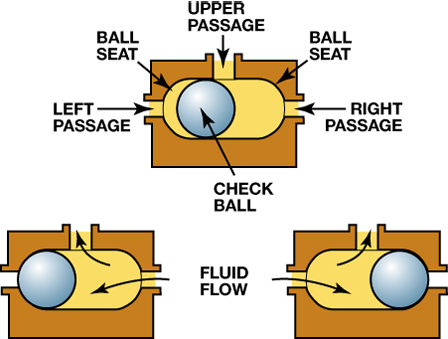 UPPER
PASSAGE
BALL
SEAT
BALL
SEAT
LEFT
PASSAGE
RIGHT
PASSAGE
CHECK
BALL
FLUID
FLOW